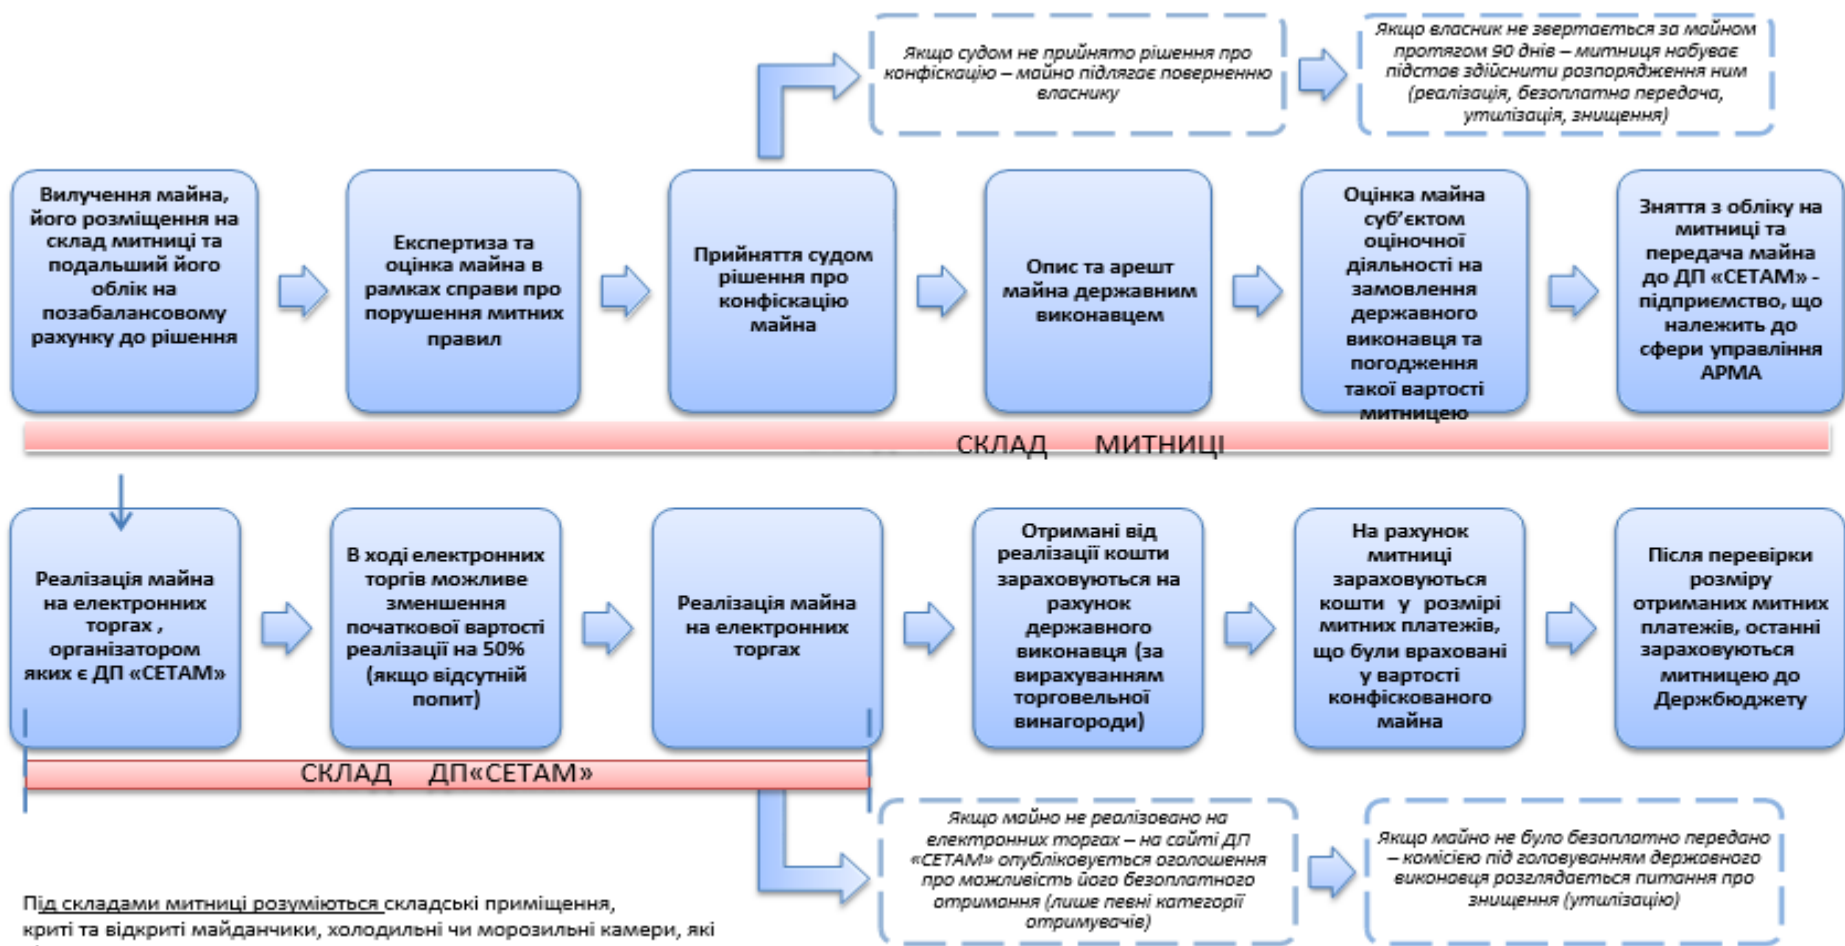 Якщо судом не прийнято рішення про
конфіскацію – майно підлягає поверненню
власнику
Якщо власник не звертається за майном
протягом 90 днів – митниця набуває
підстав здійснити розпорядження ним
(реалізація, безоплатна передача,
утилізація, знищення)
Вилучення майна,
його розміщення на
склад митниці та
подальший його
облік на
позабалансовому
рахунку до рішення
Експертиза та
оцінка майна в
рамках справи про
порушення митних
правил
Прийняття судом
рішення про
конфіскацію
майна
Опис та арешт
майна державним
виконавцем
Оцінка майна
суб’єктом
оціночної
діяльності на
замовлення
державного
виконавця та
погодження
такої вартості
митницею
Зняття з обліку на
митниці та
передача майна
до ДП «СЕТАМ» -
підприємство, що
належить до
сфери управління
АРМА
СКЛАД МИТНИЦІ
Реалізація майна
на електронних
торгах ,
організатором
яких є ДП «СЕТАМ»
В ході електронних
торгів можливе
зменшення
початкової вартості
реалізації на 50%
(якщо відсутній
попит)
Реалізація майна
на електронних
торгах
Отримані від
реалізації кошти
зараховуються на
рахунок
державного
виконавця (за
вирахуванням
торговельної
винагороди)
На рахунок
митниці
зараховуються
кошти у розмірі
митних платежів,
що були враховані
у вартості
конфіскованого
майна
Після перевірки
розміру
отриманих митних
платежів, останні
зараховуються
митницею до
Держбюджету
СКЛАД ДП«СЕТАМ»
Якщо майно не реалізовано на
електронних торгах – на сайті ДП
«СЕТАМ» опубліковується оголошення
про можливість його безоплатного
отримання (лише певні категорії
отримувачів)
Якщо майно не було безоплатно передано
– комісією під головуванням державного
виконавця розглядається питання про
знищення (утилізацію)
Під складами митниці розуміються складські приміщення,
криті та відкриті майданчики, холодильні чи морозильні камери, які